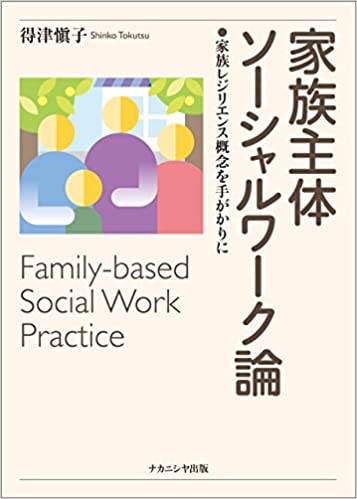 得津愼子 Shinko Tokutsu
家族主体
ソーシャルワーク論
●家族レジリエンス概念を手がかりに
Family-based
Social Work
Practice
ナカニシヤ出版